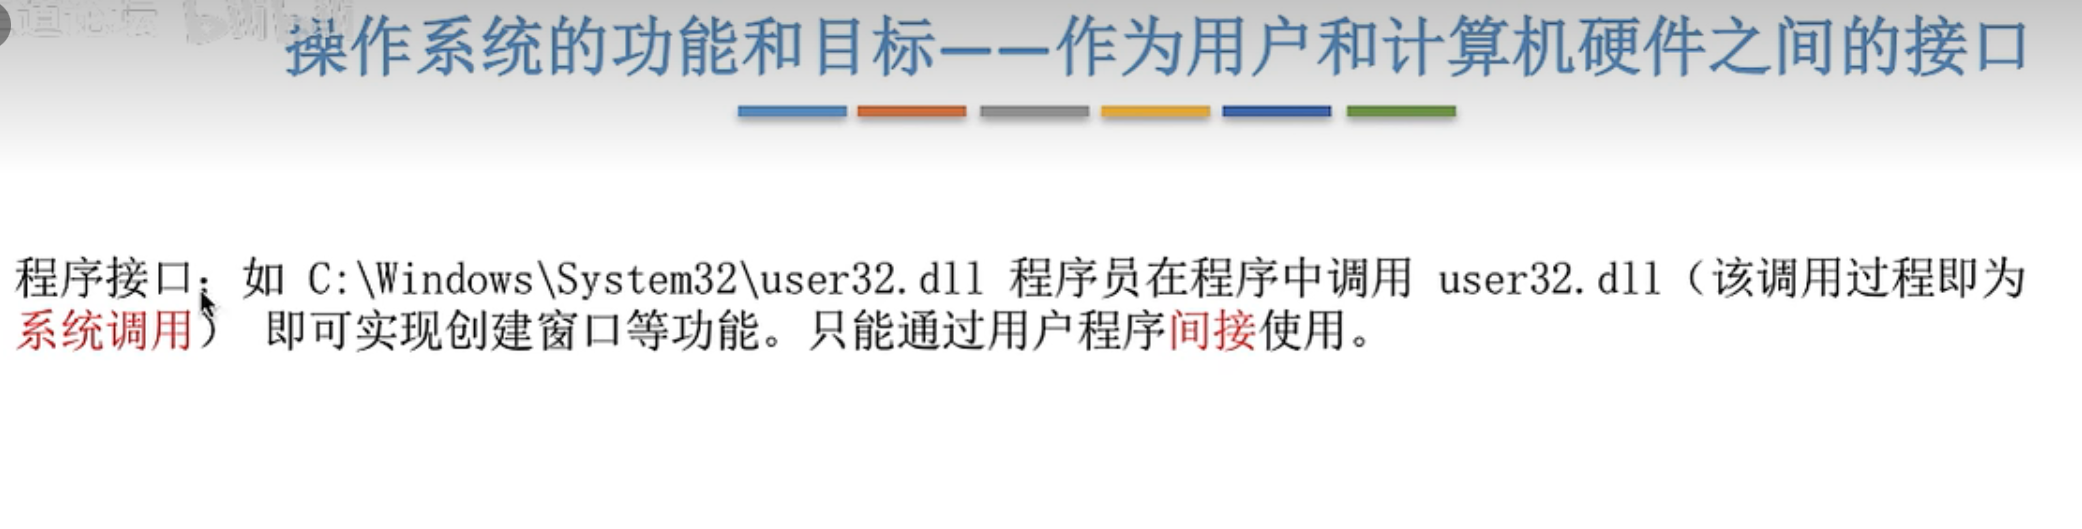 操作系统的功能和目标——作为用户和计算机硬件之间的接口
程序接口：如 C:\Windows\System32\user32.dll 程序员在程序中调用 user32.dll（该调用过程即为
系统调用） 即可实现创建窗口等功能。只能通过用户程序间接使用。